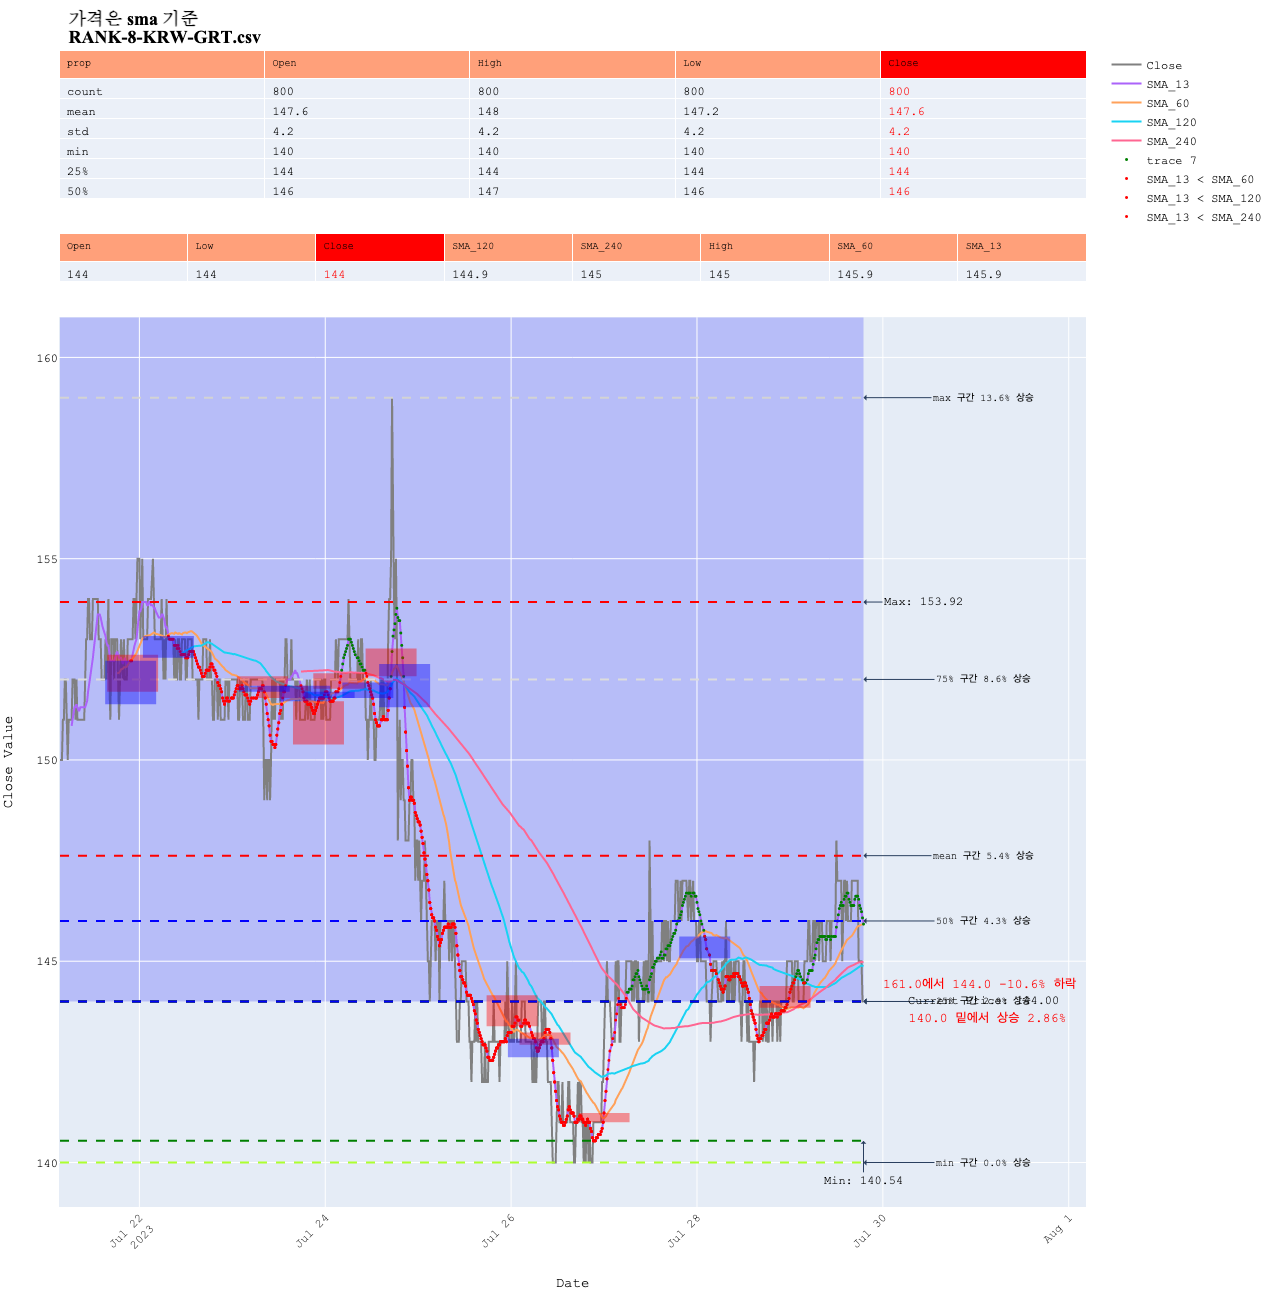 가격은 sma 기준
RANK-8-KRW-GRT.csv
prop Open High Low Close
count 800 800 800 800
mean 147.6 148 147.2 147.6
std 4.2 4.2 4.2 4.2
min 140 140 140 140
25% 144 144 144 144
50% 146 147 146 146
Open Low Close SMA_120 SMA_240 High SMA_60 SMA_13
144 144 144 144.9 145 145 145.9 145.9
Close
SMA_13
SMA_60
SMA_120
SMA_240
trace 7
SMA_13 < SMA_60
SMA_13 < SMA_120
SMA_13 < SMA_240
Close Value
160
155
150
145
140
max 구간 13.6% 상승
Max: 153.92
75% 구간 8.6% 상승
mean 구간 5.4% 상승
50% 구간 4.3% 상승
161.0에서 144.0 -10.6% 하락
Current Price: 144.00
25% 구간 2.9% 상승
140.0 밑에서 상승 2.86%
min 구간 0.0% 상승
Min: 140.54
Jul 22
2023
Jul 24
Jul 26
Jul 28
Jul 30
Aug 1
Date